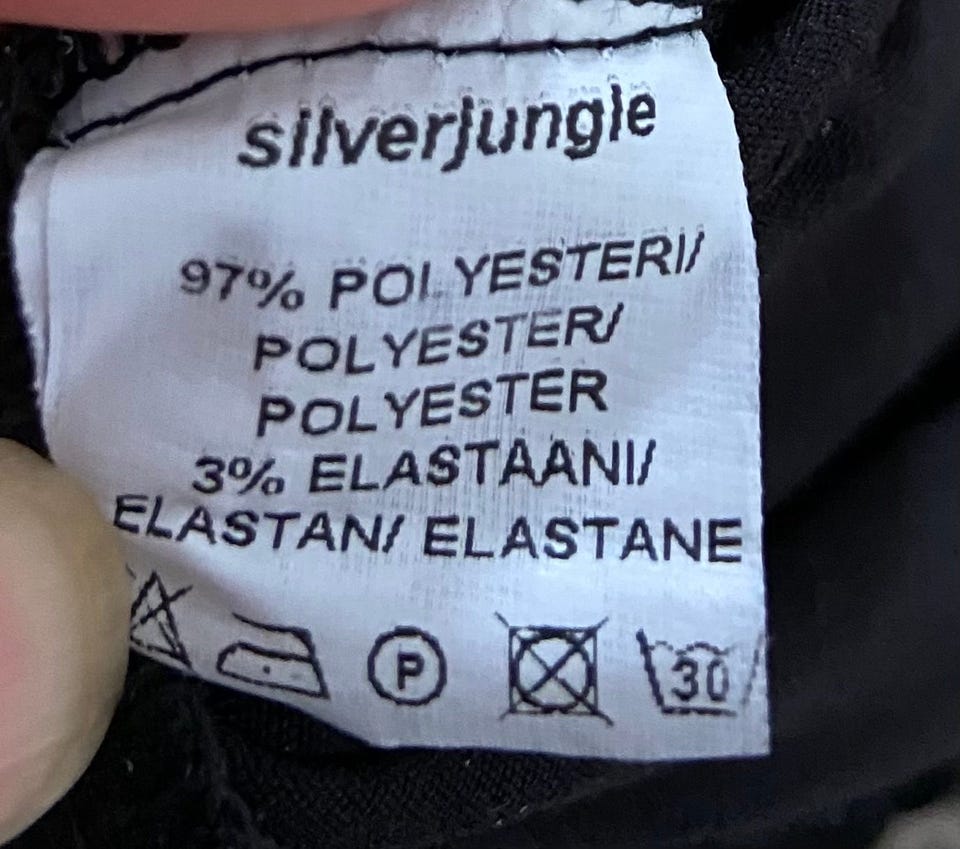 silverjungle
97% POLYESTERI/
POLYESTER/
POLYESTER
3% ELASTAANI/
ELASTAN/ ELASTANE
P 30